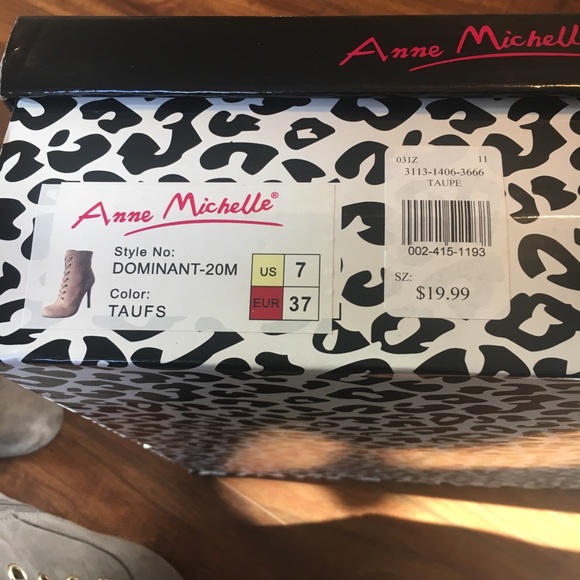 Anne Michell
Anne Michelle®
Style No:
DOMINANT-20M
Color:
TAUFS
US 7
EUR 37
031Z 11
3113-1406-3666
TAUPE
002-415-1193
SZ:
$19.99